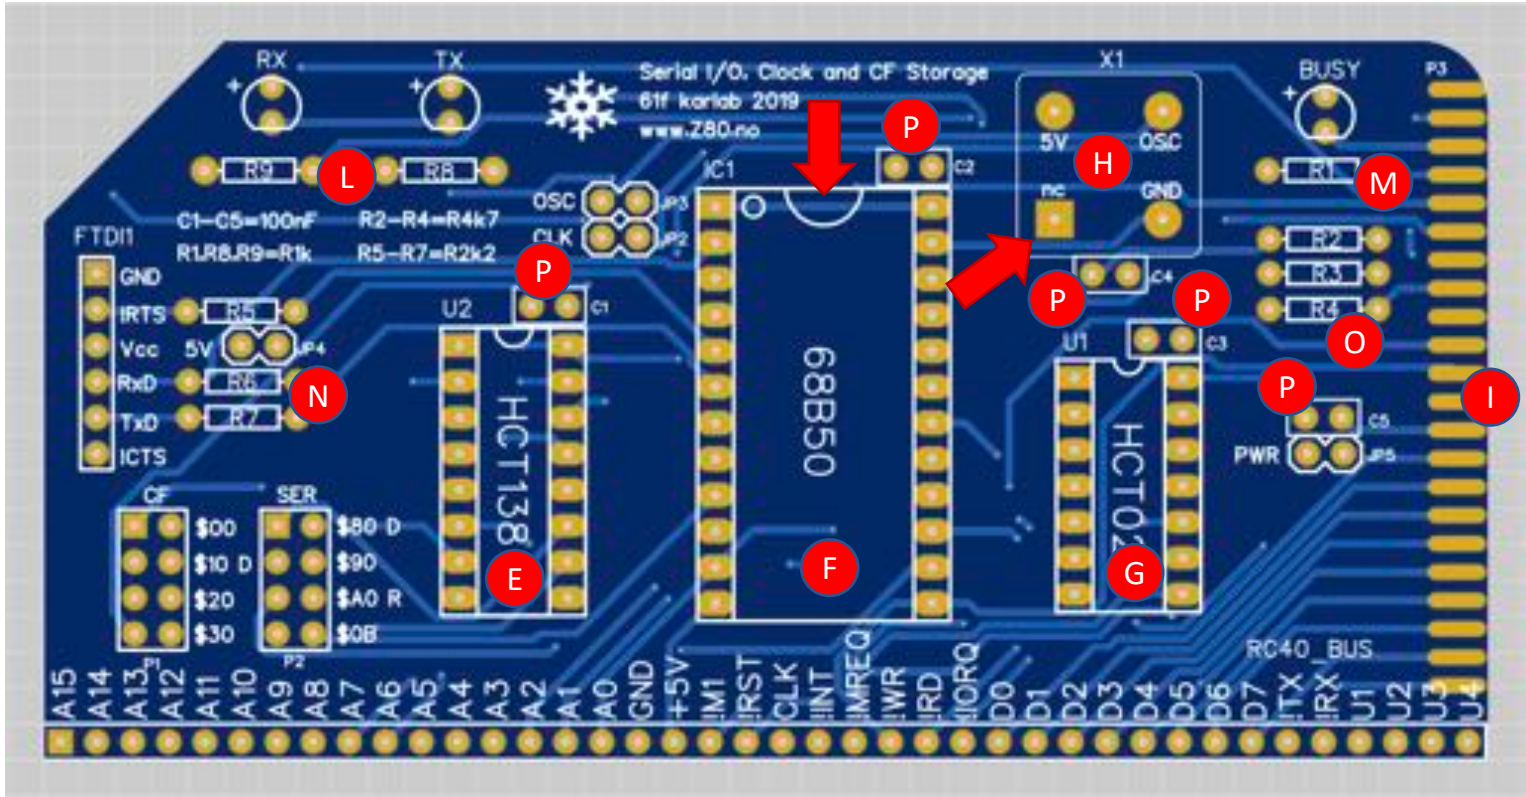 RX
TX
Serial I/O, Clock and CF Storage
61f karlab 2019
www.Z80.no
X1
BUSY
P3
P
5V
OSC
H
nc
GND
R9
L
R8
IC1
C2
R1
M
C1-C5=100nF
R2-R4=R4k7
R1,R8,R9=R1k
R5-R7=R2k2
OSC
JP3
CLK
JP2
R2
R3
R4
O
FTDI1
GND
IRTS
Vcc
RxD
TxD
ICTS
R5
5V
JP4
R6
N
R7
P
C1
U2
HCT138
E
68B50
F
P
C4
P
C3
U1
HCT02
G
P
C5
PWR
JP5
I
CF
$00
$10 D
$20
$30
P1
SER
$80 D
$90
$A0 R
$0B
P2
RC40_BUS
A15
A14
A13
A12
A11
A10
A9
A8
A7
A6
A5
A4
A3
A2
A1
A0
GND
+5V
!M1
!RST
CLK
!INT
!MREQ
!WR
!RD
!IORQ
D0
D1
D2
D3
D4
D5
D6
D7
!TX
!RX
U1
U2
U3
U4